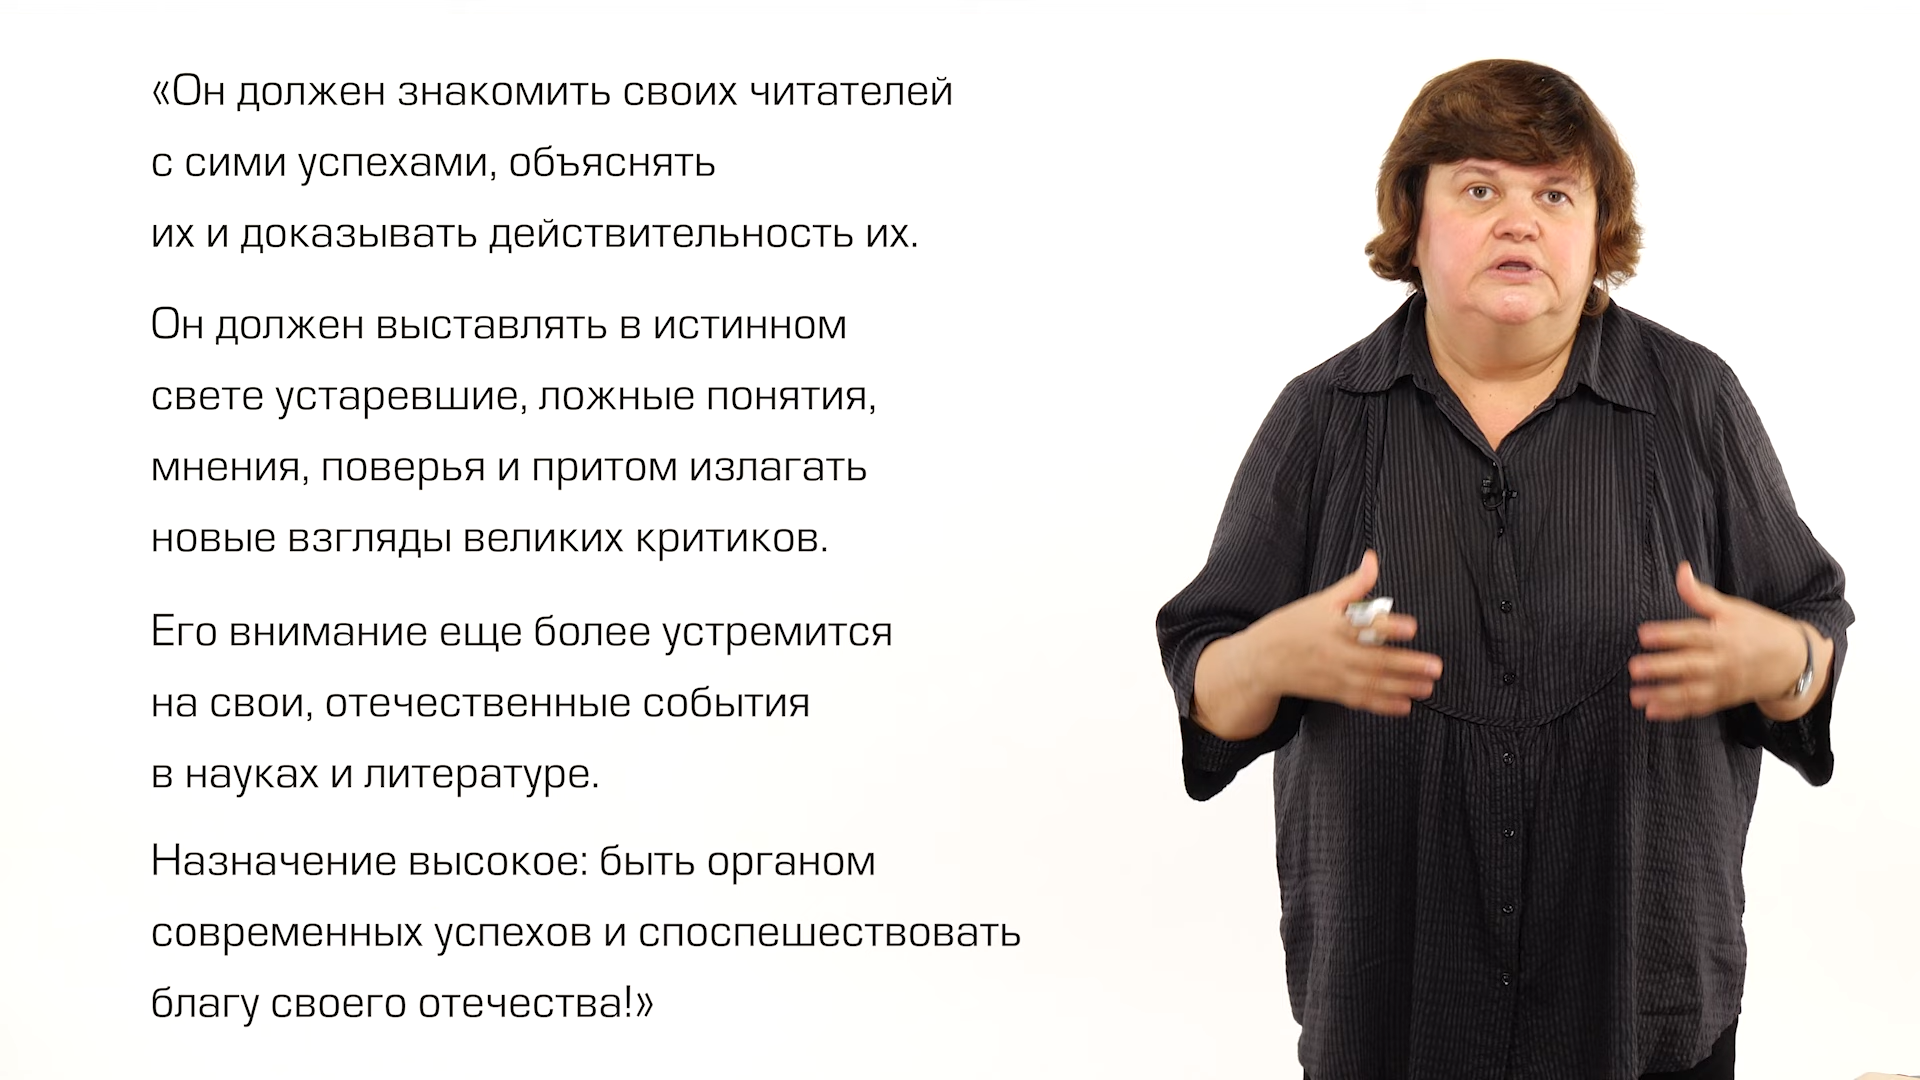 «Он должен знакомить своих читателей
с сими успехами, объяснять
их и доказывать действительность их.
Он должен выставлять в истинном
свете устаревшие, ложные понятия,
мнения, поверья и притом излагать
новые взгляды великих критиков.
Его внимание еще более устремится
на свои, отечественные события
в науках и литературе.
Назначение высокое: быть органом
современных успехов и споспешествовать
благу своего отечества!»